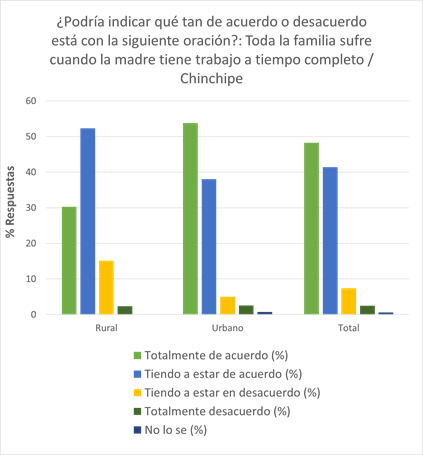 ¿Podría indicar qué tan de acuerdo o desacuerdo
está con la siguiente oración?: Toda la familia sufre
cuando la madre tiene trabajo a tiempo completo /
Chinchipe
% Respuestas
60
50
40
30
20
10
0
Rural
Urbano
Total
Totalmente de acuerdo (%)
Tiendo a estar de acuerdo (%)
Tiendo a estar en desacuerdo (%)
Totalmente desacuerdo (%)
No lo se (%)